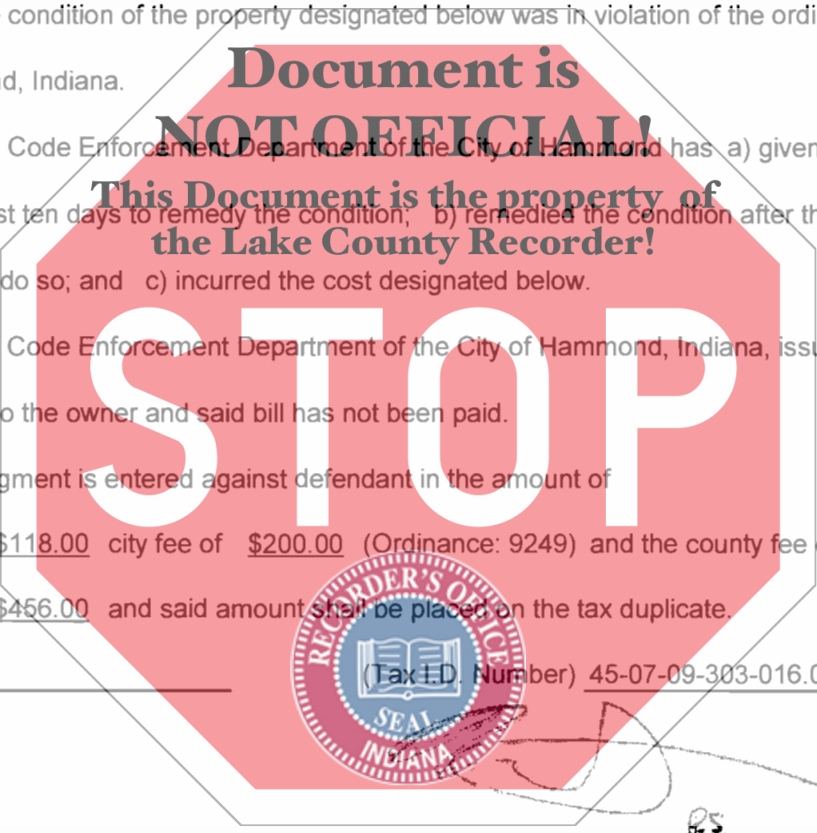 condition of the property designated below was in violation of the ordi
d, Indiana.
Document is
NOT OFFICIAL!
Code Enforcement Department of the City of Hammond has a) given
This Document is the property of
st ten days to remedy the condition; b) remedied the condition after th
the Lake County Recorder!
do so; and c) incurred the cost designated below.
STOP
Code Enforcement Department of the City of Hammond, Indiana, issu
o the owner and said bill has not been paid.
gment is entered against defendant in the amount of
$118.00 city fee of $200.00 (Ordinance: 9249) and the county fee
$456.00 and said amount shall be placed on the tax duplicate.
RECORDER'S OFFICE
(Tax I.D. Number) 45-07-09-303-016.0
SEAL
INDIANA